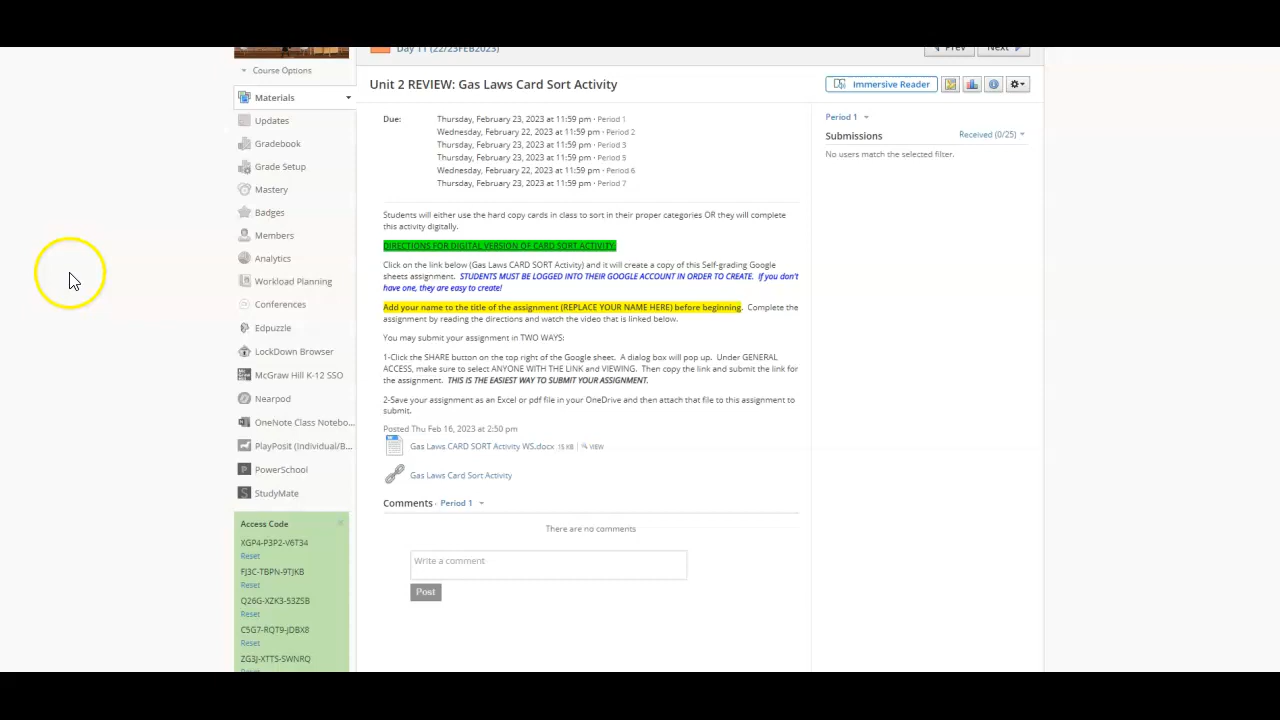 Day 11 (22/23FEB2023)
Prev
Next
Course Options
Materials
Updates
Gradebook
Grade Setup
Mastery
Badges
Members
Analytics
Workload Planning
Conferences
Edpuzzle
LockDown Browser
McGraw Hill K-12 SSO
Nearpod
OneNote Class Notebo...
PlayPosit (Individual/B...
PowerSchool
StudyMate
Access Code
XGP4-P3P2-V6T34
Reset
FJ3C-TBPN-9TJKB
Reset
Q26G-XZK3-53ZSB
Reset
C5G7-RQT9-JDBX8
Reset
ZG3J-XTTS-SWNRQ
Unit 2 REVIEW: Gas Laws Card Sort Activity
Immersive Reader
Due:
Thursday, February 23, 2023 at 11:59 pm · Period 1
Wednesday, February 22, 2023 at 11:59 pm · Period 2
Thursday, February 23, 2023 at 11:59 pm · Period 3
Thursday, February 23, 2023 at 11:59 pm · Period 5
Wednesday, February 22, 2023 at 11:59 pm · Period 6
Thursday, February 23, 2023 at 11:59 pm · Period 7
Students will either use the hard copy cards in class to sort in their proper categories OR they will complete
this activity digitally.
DIRECTIONS FOR DIGITAL VERSION OF CARD SORT ACTIVITY:
Click on the link below (Gas Laws CARD SORT Activity) and it will create a copy of this Self-grading Google
sheets assignment. STUDENTS MUST BE LOGGED INTO THEIR GOOGLE ACCOUNT IN ORDER TO CREATE. If you don't
have one, they are easy to create!
Add your name to the title of the assignment (REPLACE YOUR NAME HERE) before beginning. Complete the
assignment by reading the directions and watch the video that is linked below.
You may submit your assignment in TWO WAYS:
1-Click the SHARE button on the top right of the Google sheet. A dialog box will pop up. Under GENERAL
ACCESS, make sure to select ANYONE WITH THE LINK and VIEWING. Then copy the link and submit the link for
the assignment. THIS IS THE EASIEST WAY TO SUBMIT YOUR ASSIGNMENT.
2-Save your assignment as an Excel or pdf file in your OneDrive and then attach that file to this assignment to
submit.
Posted Thu Feb 16, 2023 at 2:50 pm
Gas Laws CARD SORT Activity WS.docx 15 KB VIEW
Gas Laws Card Sort Activity
Comments · Period 1
There are no comments
Write a comment
Post
Period 1
Submissions
Received (0/25)
No users match the selected filter.